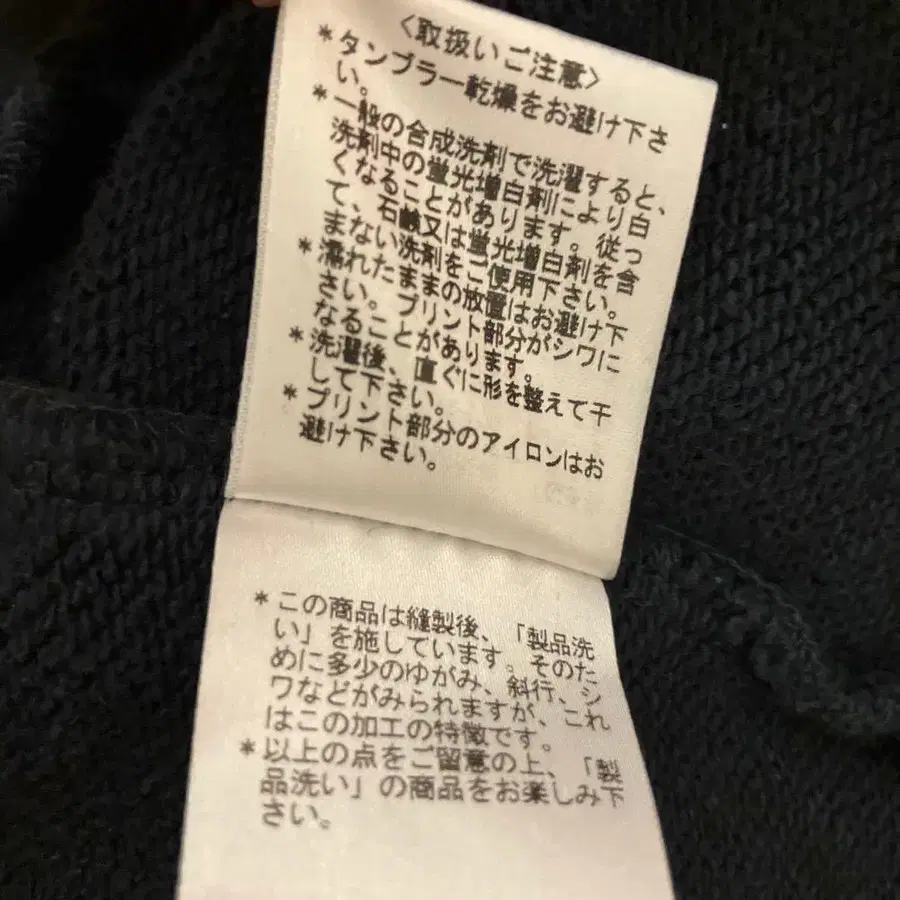 〈取扱いご注意〉
*タンブラー乾燥をお避け下さ
い。
*一般の合成洗剤で洗濯すると、
洗剤中の蛍光増白剤により白
くなることがあります。従っ
て、石鹸又は蛍光増白剤を含
まない洗剤をご使用下さい。
*濡れたままの放置はお避け下
さい。プリント部分がシワに
なることがあります。
*洗濯後、直ぐに形を整えて干
して下さい。
*プリント部分のアイロンはお
避け下さい。
*この商品は縫製後、「製品洗
い」を施しています。そのた
めに多少のゆがみ、斜行、シ
ワなどがみられますが、これ
はこの加工の特徴です。
*以上の点をご留意の上、「製
品洗い」の商品をお楽しみ下
さい。